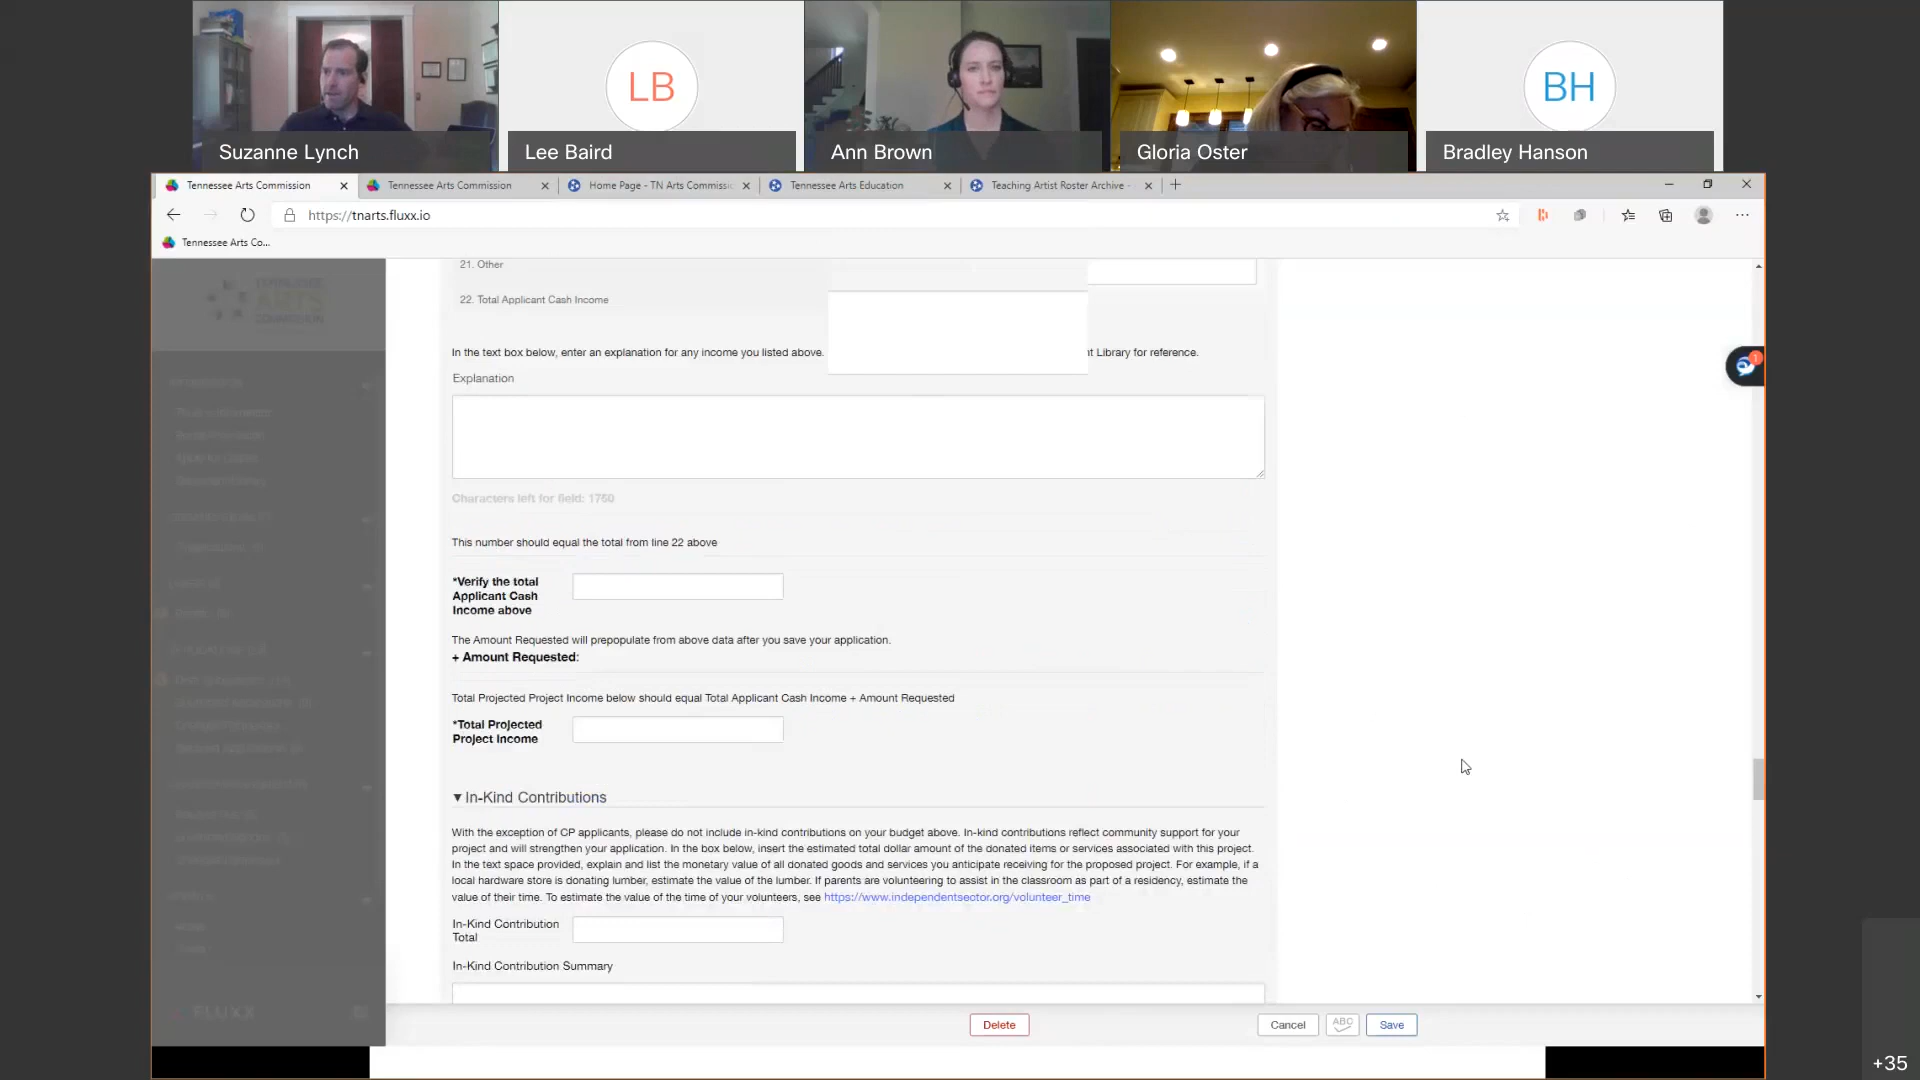 LB
BH
Suzanne Lynch
Lee Baird
Ann Brown
Gloria Oster
Bradley Hanson
Tennessee Arts Commission
Tennessee Arts Commission
Home Page - TN Arts Commissi
Tennessee Arts Education
Teaching Artist Roster Archive -
https://tnarts.fluxx.io
Tennessee Arts Co...
TENNESSEE
ARTS
COMMISSION
21. Other
22. Total Applicant Cash Income
In the text box below, enter an explanation for any income you listed above.
t Library for reference.
Explanation
Characters left for field: 1750
This number should equal the total from line 22 above
*Verify the total
Applicant Cash
Income above
The Amount Requested will prepopulate from above data after you save your application.
+ Amount Requested:
Total Projected Project Income below should equal Total Applicant Cash Income + Amount Requested
*Total Projected
Project Income
In-Kind Contributions
With the exception of CP applicants, please do not include in-kind contributions on your budget above. In-kind contributions reflect community support for your
project and will strengthen your application. In the box below, insert the estimated total dollar amount of the donated items or services associated with this project.
In the text space provided, explain and list the monetary value of all donated goods and services you anticipate receiving for the proposed project. For example, if a
local hardware store is donating lumber, estimate the value of the lumber. If parents are volunteering to assist in the classroom as part of a residency, estimate the
value of their time. To estimate the value of the time of your volunteers, see https://www.independentsector.org/volunteer_time
In-Kind Contribution
Total
In-Kind Contribution Summary
FLUXX
Delete
Cancel
ABC
Save
1
+35